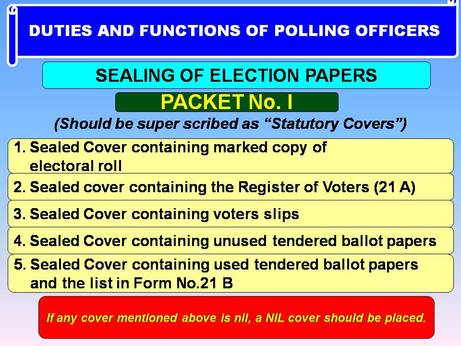 DUTIES AND FUNCTIONS OF POLLING OFFICERS
SEALING OF ELECTION PAPERS
PACKET No. I
(Should be super scribed as “Statutory Covers”)
1. Sealed Cover containing marked copy of
electoral roll
2. Sealed cover containing the Register of Voters (21 A)
3. Sealed Cover containing voters slips
4. Sealed Cover containing unused tendered ballot papers
5. Sealed Cover containing used tendered ballot papers
and the list in Form No.21 B
If any cover mentioned above is nil, a NIL cover should be placed.